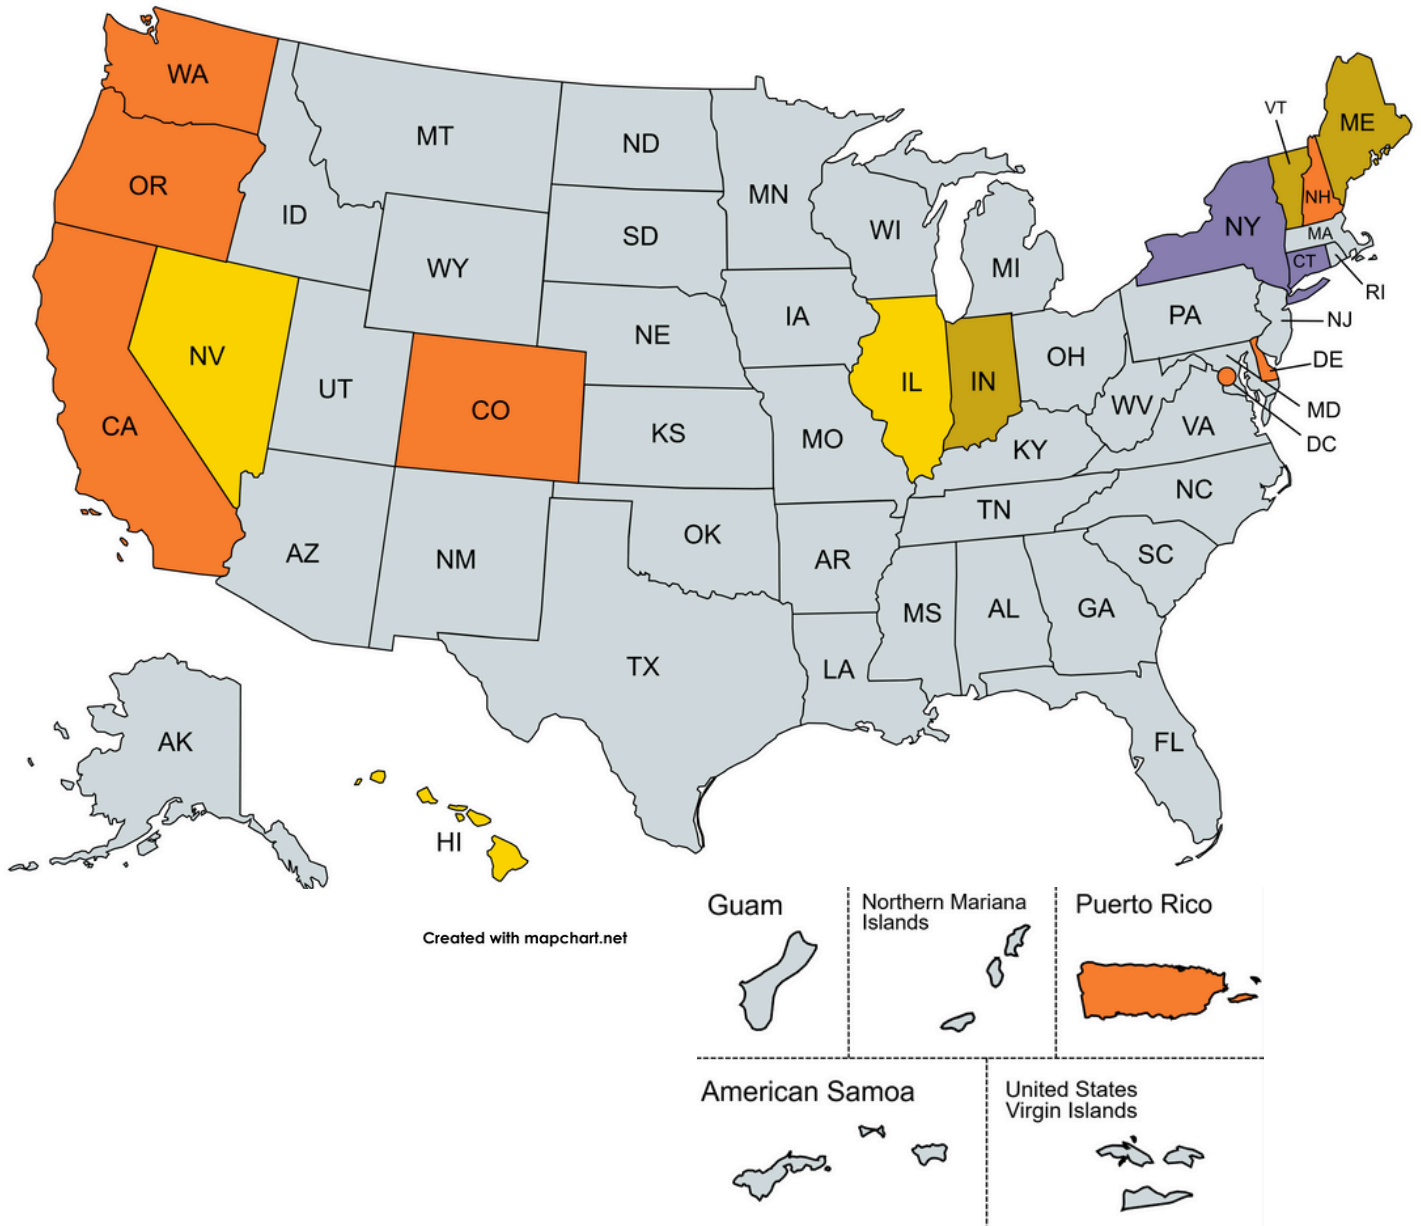 WA
MT
ND
MN
VT
ME
OR
ID
SD
WI
NH
NY
MA
WY
MI
CT
RI
NV
NE
IA
PA
NJ
UT
CO
IL
IN
OH
DE
CA
KS
MO
WV
VA
MD
KY
DC
AZ
NM
OK
AR
TN
NC
SC
MS
AL
GA
TX
LA
AK
FL
HI
Created with mapchart.net
Guam
Northern Mariana
Islands
Puerto Rico
American Samoa
United States
Virgin Islands